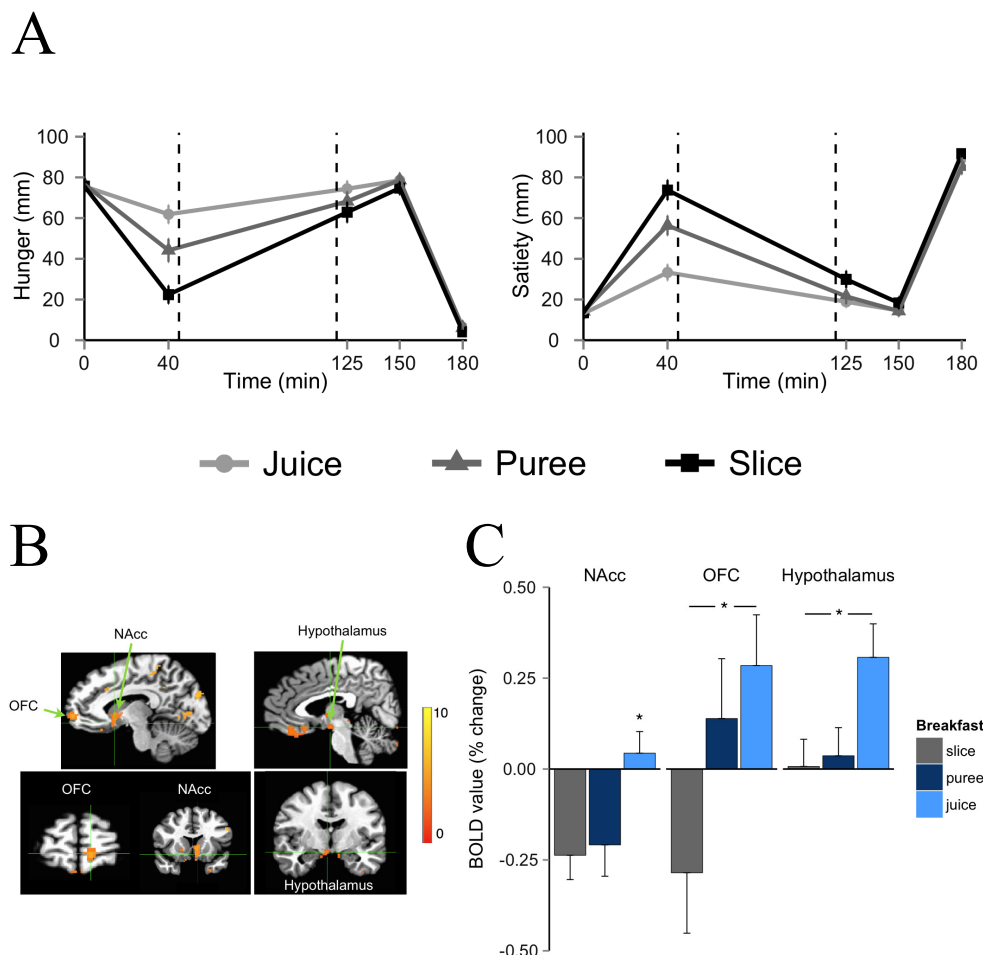 A
100
80
60
40
20
0
Hunger (mm)
0 40 125 150 180
Time (min)
100
80
60
40
20
0
Satiety (mm)
0 40 125 150 180
Time (min)
Juice Puree Slice
B
NAcc
Hypothalamus
OFC
10
0
OFC NAcc
Hypothalamus
C
NAcc OFC Hypothalamus
0.50
0.25
0.00
-0.25
-0.50
BOLD value (% change)
* * *
Breakfast
slice
puree
juice